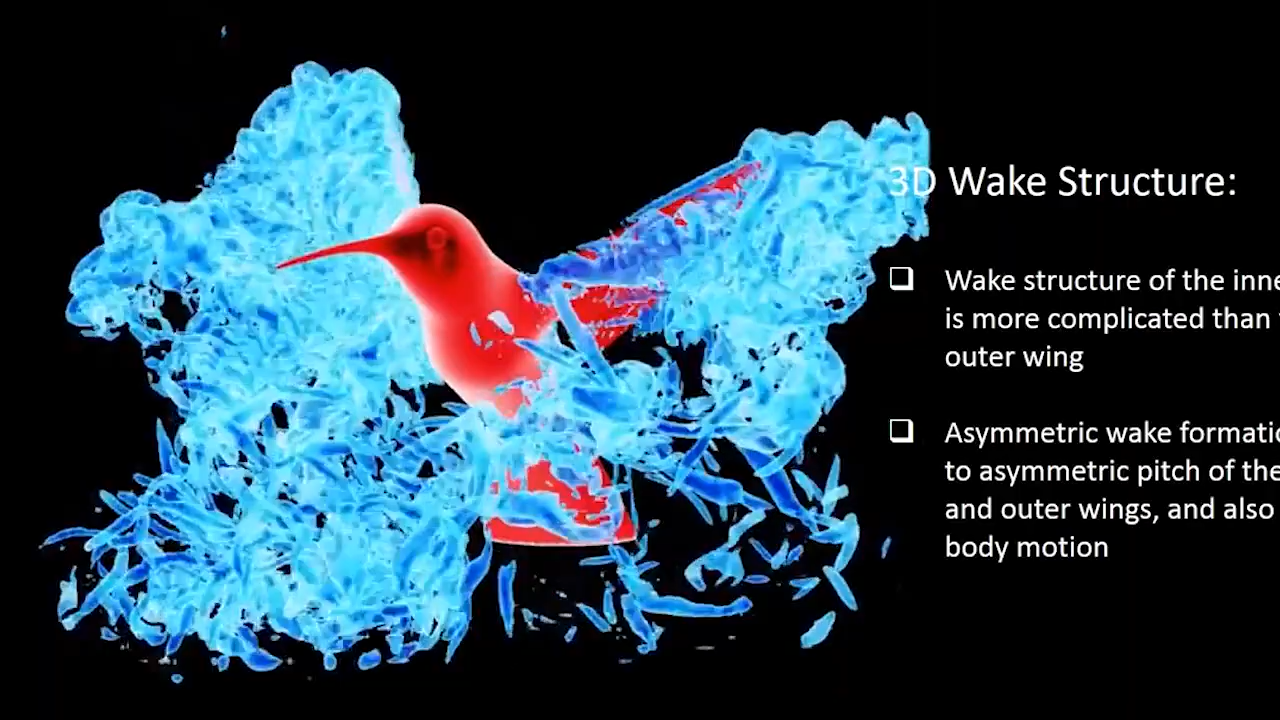 3D Wake Structure:
Wake structure of the inne
is more complicated than
outer wing
Asymmetric wake formatio
to asymmetric pitch of the
and outer wings, and also
body motion